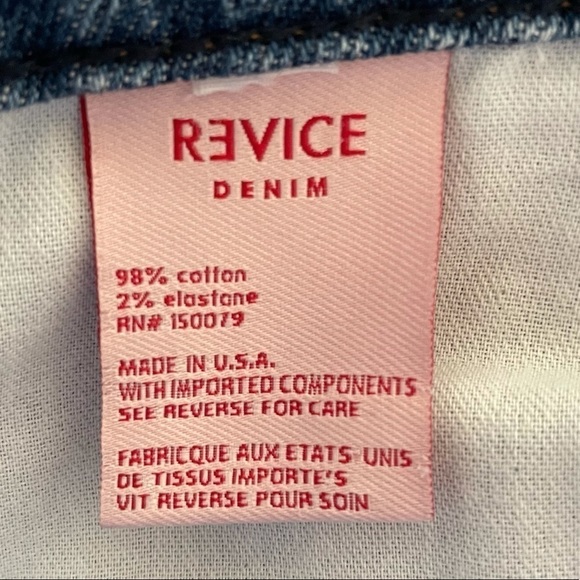 RƎVICE
DENIM
98% cotton
2% elastane
RN# 150079
MADE IN U.S.A.
WITH IMPORTED COMPONENTS
SEE REVERSE FOR CARE
FABRICQUE AUX ETATS UNIS
DE TISSUS IMPORTE'S
VIT REVERSE POUR SOIN